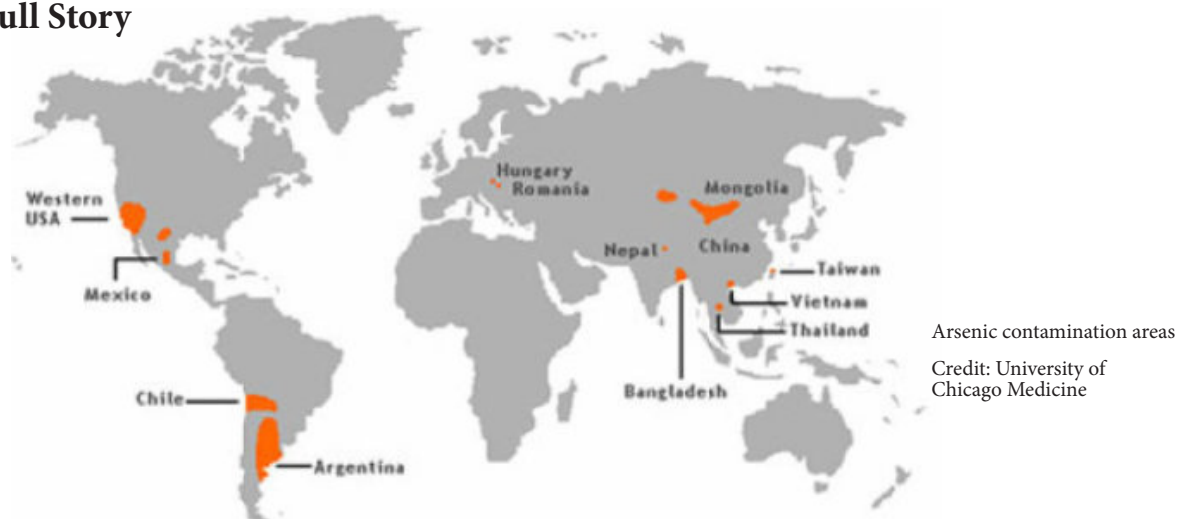 ull Story
Hungary
Romania
Mongolia
Western
USA
Nepal
China
Taiwan
Mexico
Vietnam
Thailand
Arsenic contamination areas
Credit: University of
Chicago Medicine
Bangladesh
Chile
Argentina